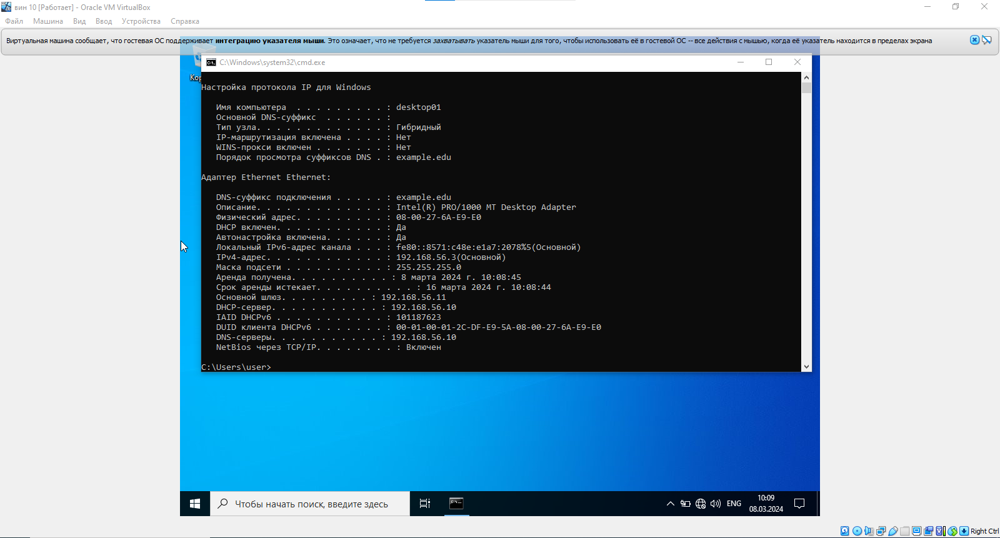 вин 10 [Работает] - Oracle VM VirtualBox
Файл Машина Вид Ввод Устройства Справка
Виртуальная машина сообщает, что гостевая ОС поддерживает интеграцию указателя мыши. Это означает, что не требуется захватывать указатель мыши для того, чтобы использовать её в гостевой ОС -- все действия с мышью, когда её указатель находится в пределах экрана
C:\Windows\system32\cmd.exe
Настройка протокола IP для Windows
Имя компьютера . . . . . . . . . : desktop01
Основной DNS-суффикс . . . . . . :
Тип узла. . . . . . . . . . . . . : Гибридный
IP-маршрутизация включена . . . . : Нет
WINS-прокси включен . . . . . . . : Нет
Порядок просмотра суффиксов DNS . : example.edu
Адаптер Ethernet Ethernet:
DNS-суффикс подключения . . . . . : example.edu
Описание. . . . . . . . . . . . . : Intel(R) PRO/1000 MT Desktop Adapter
Физический адрес. . . . . . . . . : 08-00-27-6A-E9-E0
DHCP включен. . . . . . . . . . . : Да
Автонастройка включена. . . . . . : Да
Локальный IPv6-адрес канала . . . : fe80::8571:c48e:e1a7:2078%5(Основной)
IPv4-адрес. . . . . . . . . . . . : 192.168.56.3(Основной)
Маска подсети . . . . . . . . . . : 255.255.255.0
Аренда получена. . . . . . . . . . : 8 марта 2024 г. 10:08:45
Срок аренды истекает. . . . . . . . . . : 16 марта 2024 г. 10:08:44
Основной шлюз. . . . . . . . . : 192.168.56.11
DHCP-сервер. . . . . . . . . . . : 192.168.56.10
IAID DHCPv6 . . . . . . . . . . . : 101187623
DUID клиента DHCPv6 . . . . . . . : 00-01-00-01-2C-DF-E9-5A-08-00-27-6A-E9-E0
DNS-серверы. . . . . . . . . . . : 192.168.56.10
NetBios через TCP/IP. . . . . . . . : Включен
C:\Users\user>
Чтобы начать поиск, введите здесь
ENG
10:09
08.03.2024
Right Ctrl